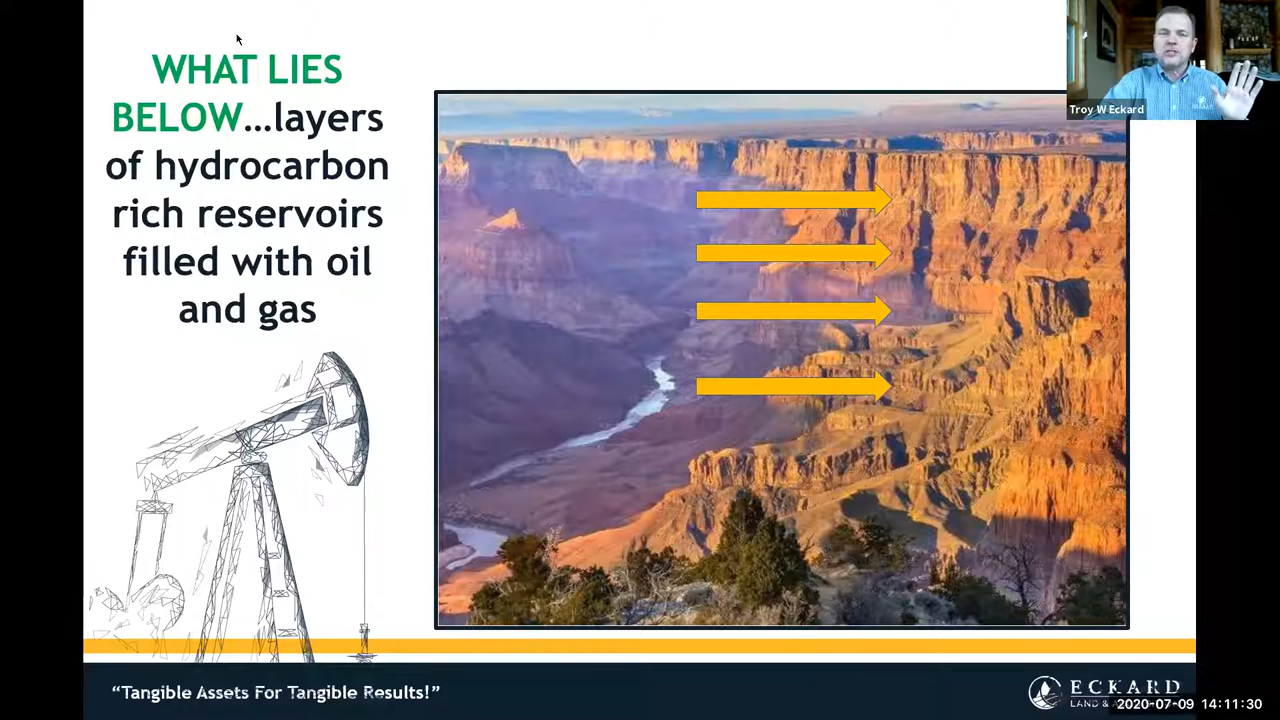 WHAT LIES
BELOW...layers
of hydrocarbon
rich reservoirs
filled with oil
and gas
Troy W Eckard
“Tangible Assets For Tangible Results!”
ECKARD
LAND &
2020-07-09 14:11:30